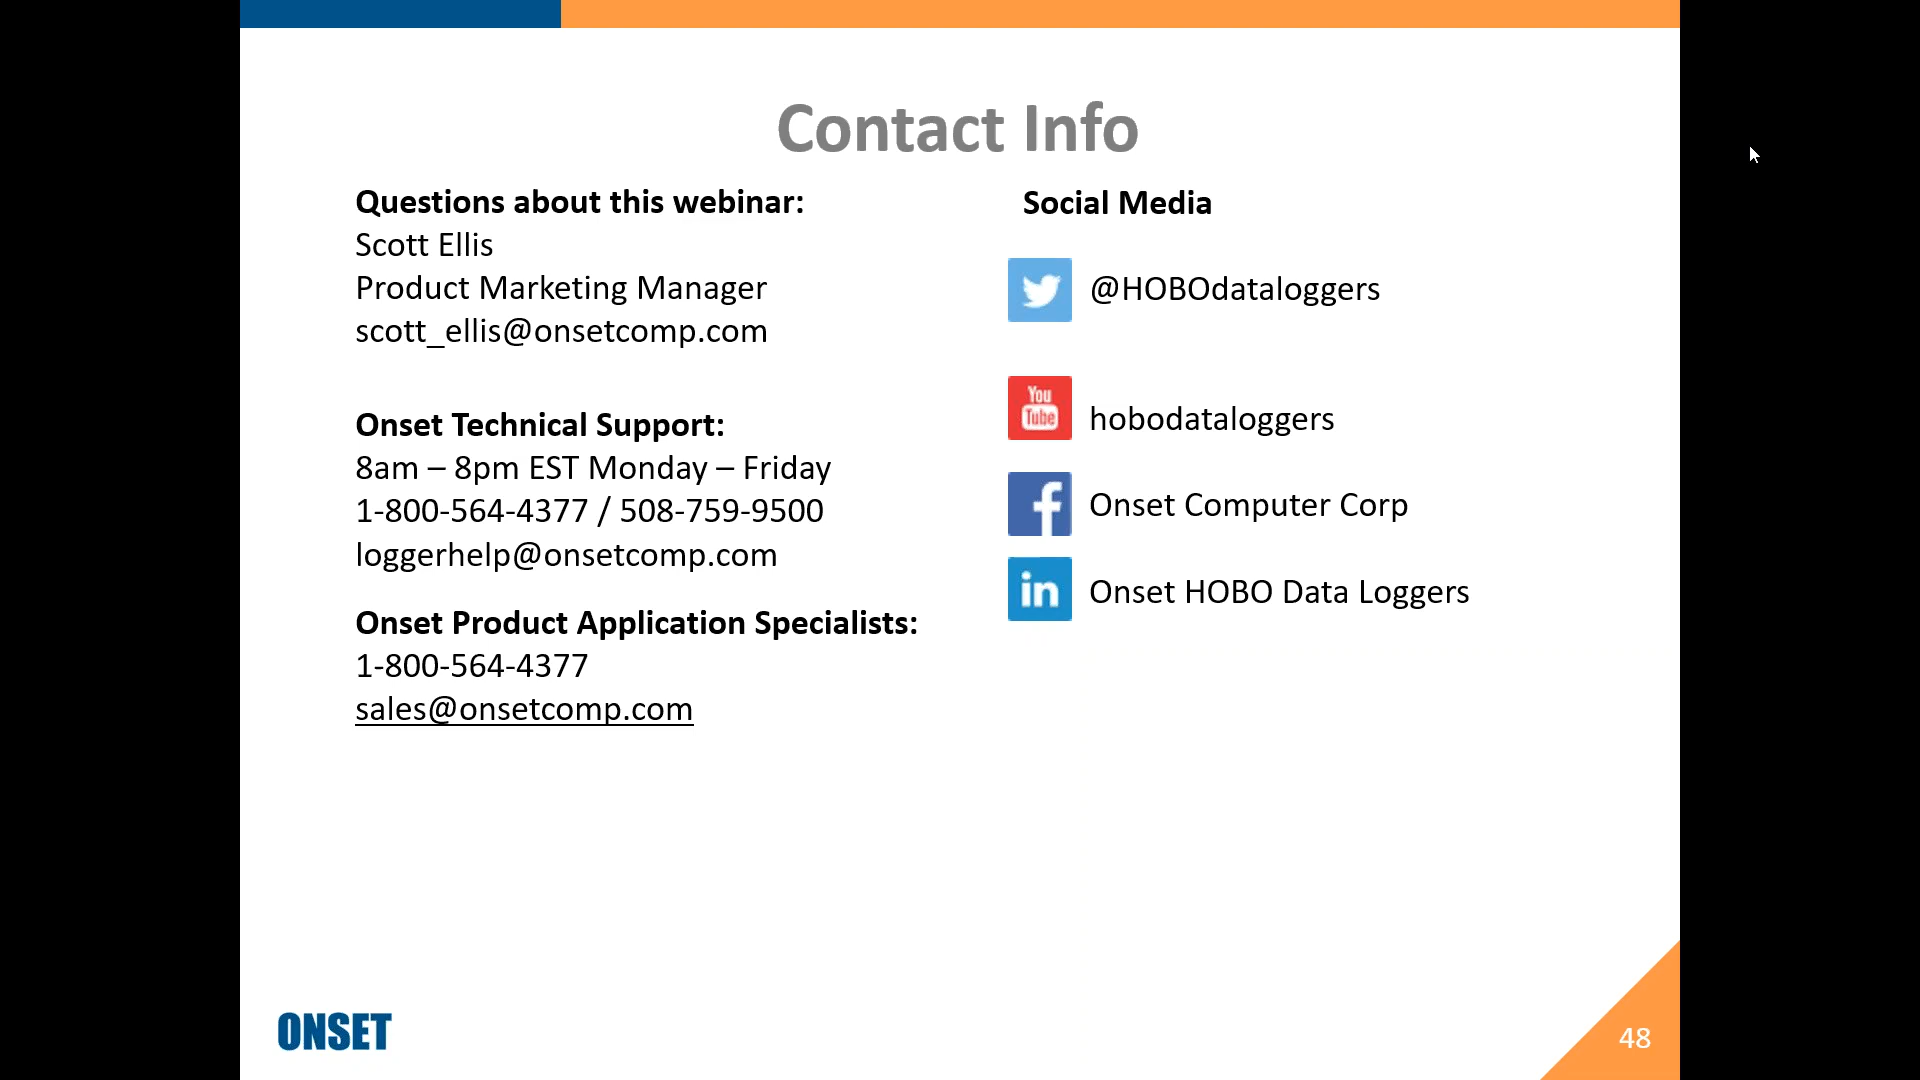 Contact Info
Questions about this webinar:
Scott Ellis
Product Marketing Manager
scott_ellis@onsetcomp.com
Onset Technical Support:
8am – 8pm EST Monday – Friday
1-800-564-4377 / 508-759-9500
loggerhelp@onsetcomp.com
Onset Product Application Specialists:
1-800-564-4377
sales@onsetcomp.com
Social Media
@HOBOdataloggers
You
Tube
hobodataloggers
f
Onset Computer Corp
in
Onset HOBO Data Loggers
ONSET
48